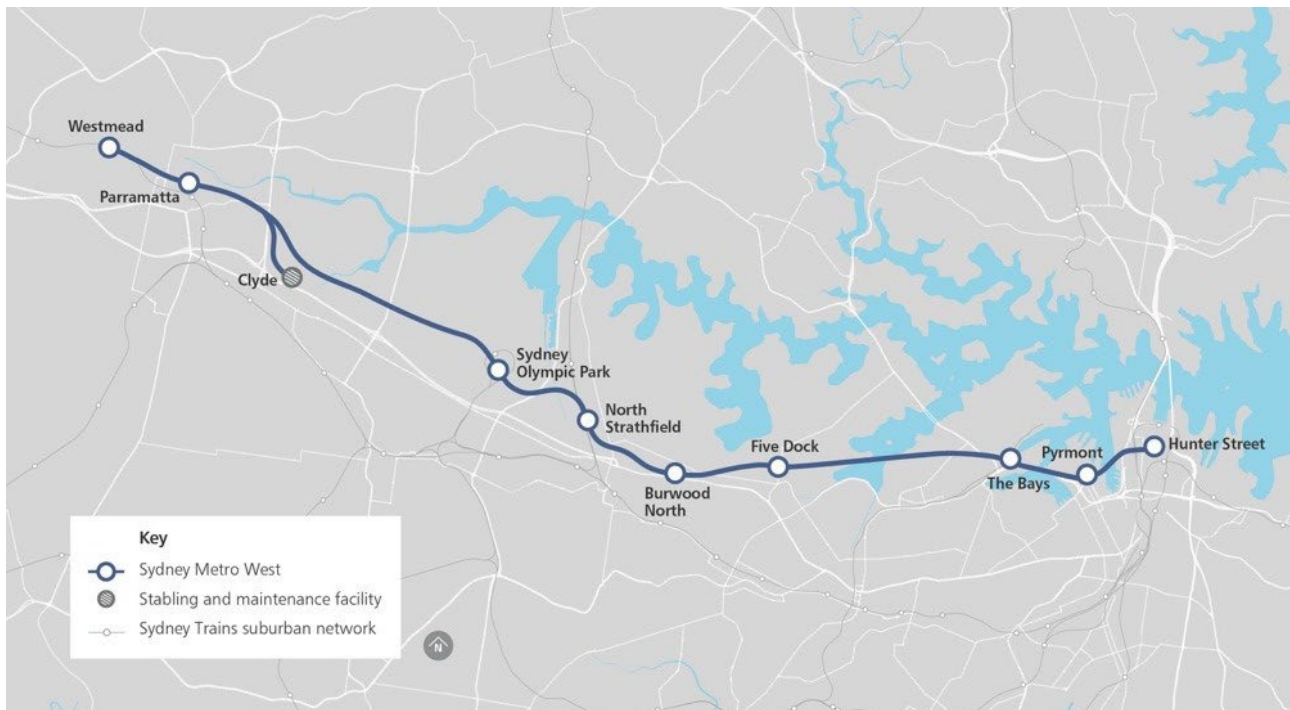 Westmead
Parramatta
Clyde
Sydney
Olympic Park
North
Strathfield
Burwood
North
Five Dock
The Bays
Pyrmont
Hunter Street
Key
Sydney Metro West
Stabling and maintenance facility
Sydney Trains suburban network
N